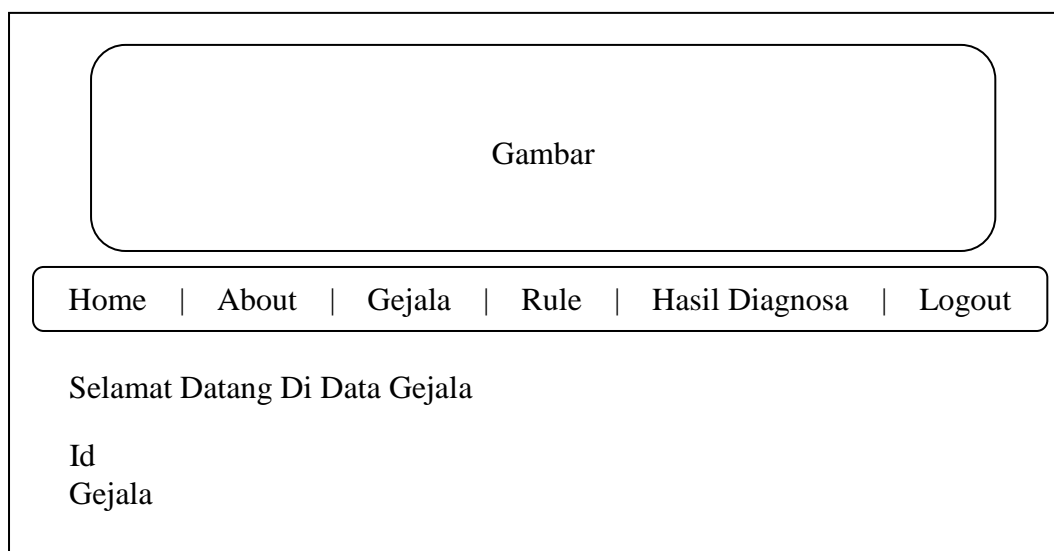 Gambar
Home | About | Gejala | Rule | Hasil Diagnosa | Logout
Selamat Datang Di Data Gejala
Id
Gejala